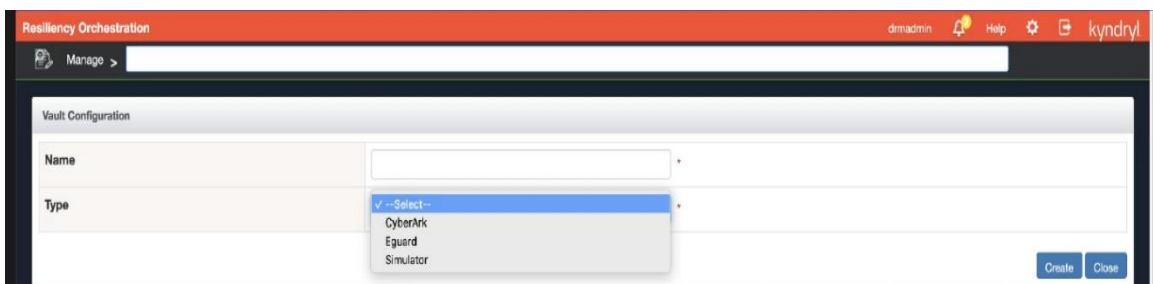 Resiliency Orchestration drmadmin Help kyndryl
Manage >
Vault Configuration
Name *
Type ✓ --Select-- *
CyberArk
Eguard
Simulator
Create Close